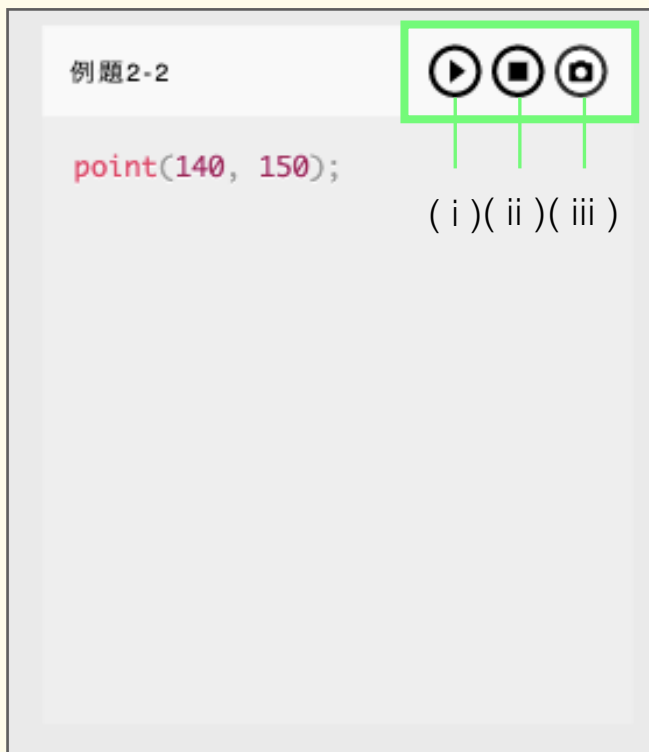 例題2-2
point(140, 150);
( i )( ii )( iii )